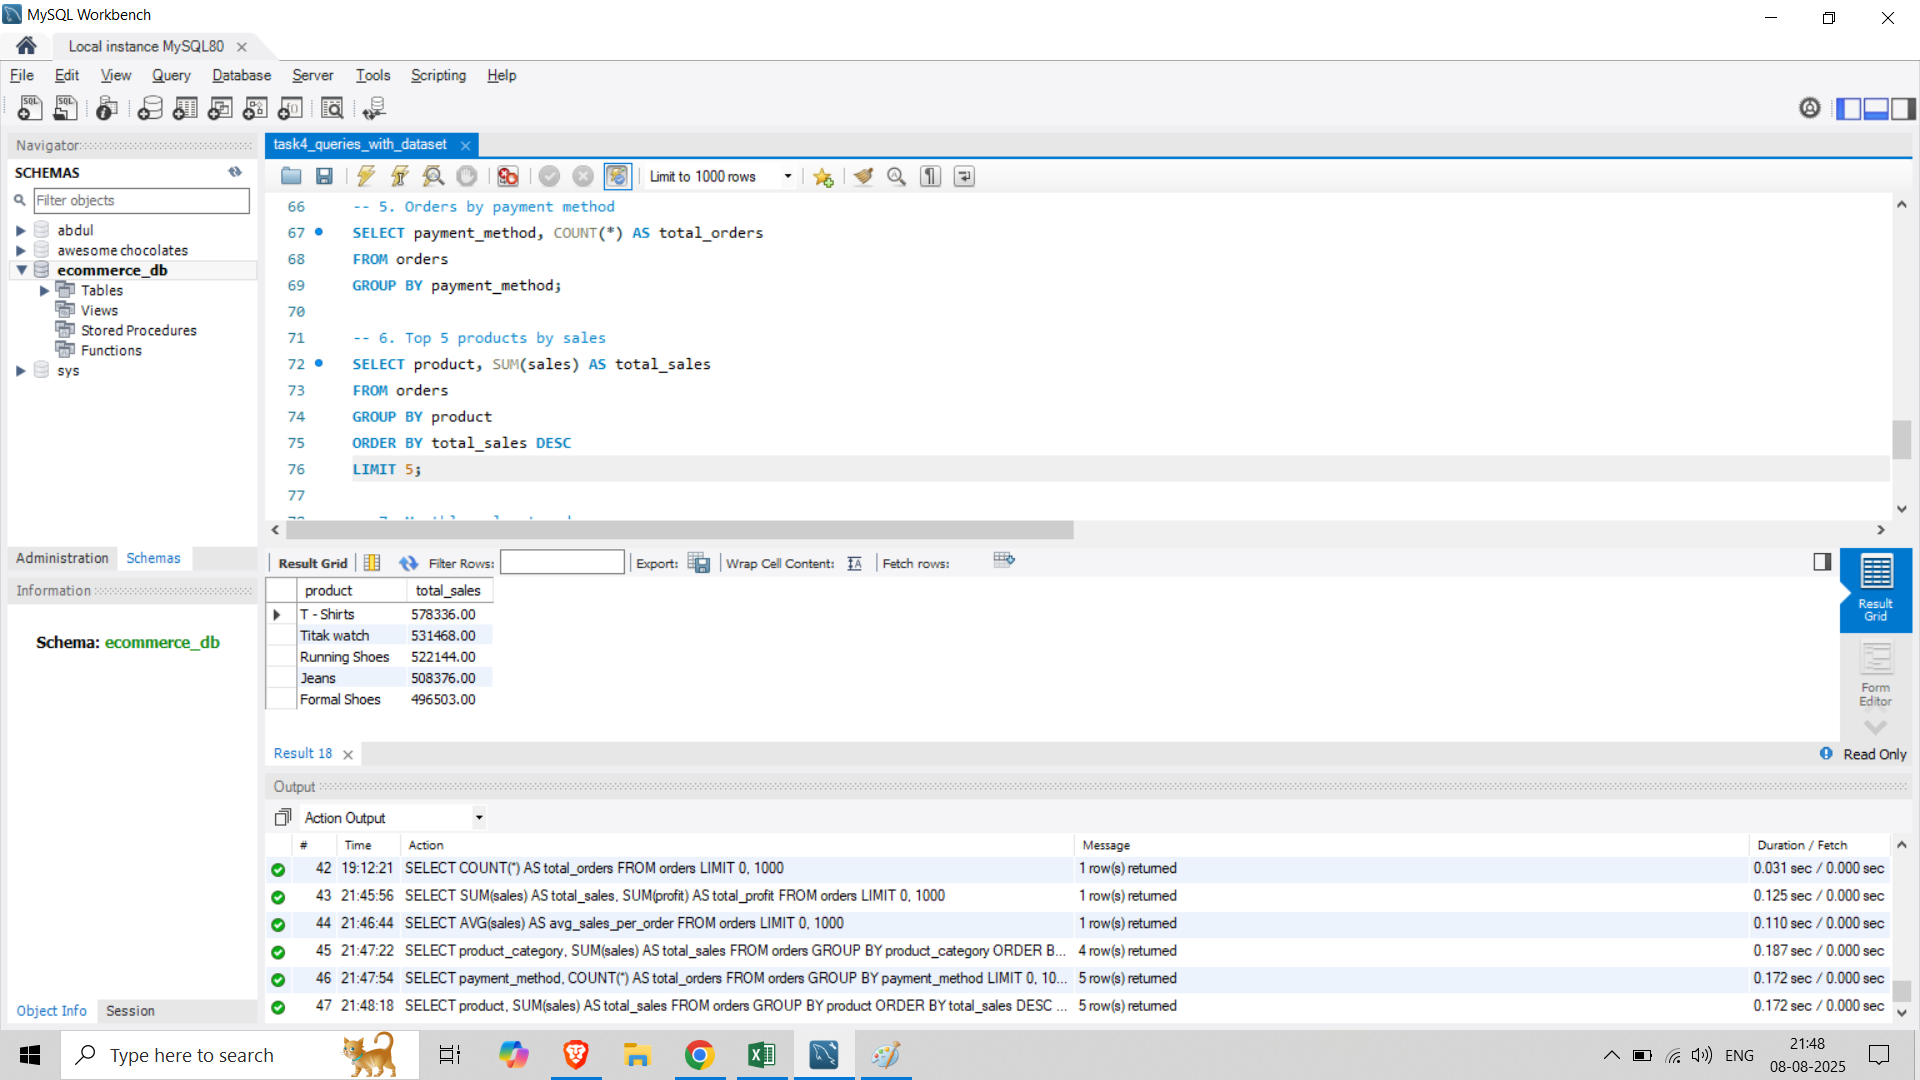 MySQL Workbench
Local instance MySQL80
File Edit View Query Database Server Tools Scripting Help
Navigator
SCHEMAS
Filter objects
abdul
awesome chocolates
ecommerce_db
Tables
Views
Stored Procedures
Functions
sys
Administration Schemas
Information
Schema: ecommerce_db
Object Info Session
task4_queries_with_dataset
Limit to 1000 rows
66 -- 5. Orders by payment method
67 SELECT payment_method, COUNT(*) AS total_orders
68 FROM orders
69 GROUP BY payment_method;
70
71 -- 6. Top 5 products by sales
72 SELECT product, SUM(sales) AS total_sales
73 FROM orders
74 GROUP BY product
75 ORDER BY total_sales DESC
76 LIMIT 5;
77
Result Grid Filter Rows: Export: Wrap Cell Content: Fetch rows:
product total_sales
T - Shirts 578336.00
Titak watch 531468.00
Running Shoes 522144.00
Jeans 508376.00
Formal Shoes 496503.00
Result Grid
Form Editor
Result 18
Read Only
Output
Action Output
# Time Action Message Duration / Fetch
42 19:12:21 SELECT COUNT(*) AS total_orders FROM orders LIMIT 0, 1000 1 row(s) returned 0.031 sec / 0.000 sec
43 21:45:56 SELECT SUM(sales) AS total_sales, SUM(profit) AS total_profit FROM orders LIMIT 0, 1000 1 row(s) returned 0.125 sec / 0.000 sec
44 21:46:44 SELECT AVG(sales) AS avg_sales_per_order FROM orders LIMIT 0, 1000 1 row(s) returned 0.110 sec / 0.000 sec
45 21:47:22 SELECT product_category, SUM(sales) AS total_sales FROM orders GROUP BY product_category ORDER B... 4 row(s) returned 0.187 sec / 0.000 sec
46 21:47:54 SELECT payment_method, COUNT(*) AS total_orders FROM orders GROUP BY payment_method LIMIT 0, 10... 5 row(s) returned 0.172 sec / 0.000 sec
47 21:48:18 SELECT product, SUM(sales) AS total_sales FROM orders GROUP BY product ORDER BY total_sales DESC ... 5 row(s) returned 0.172 sec / 0.000 sec
Type here to search
ENG
21:48
08-08-2025